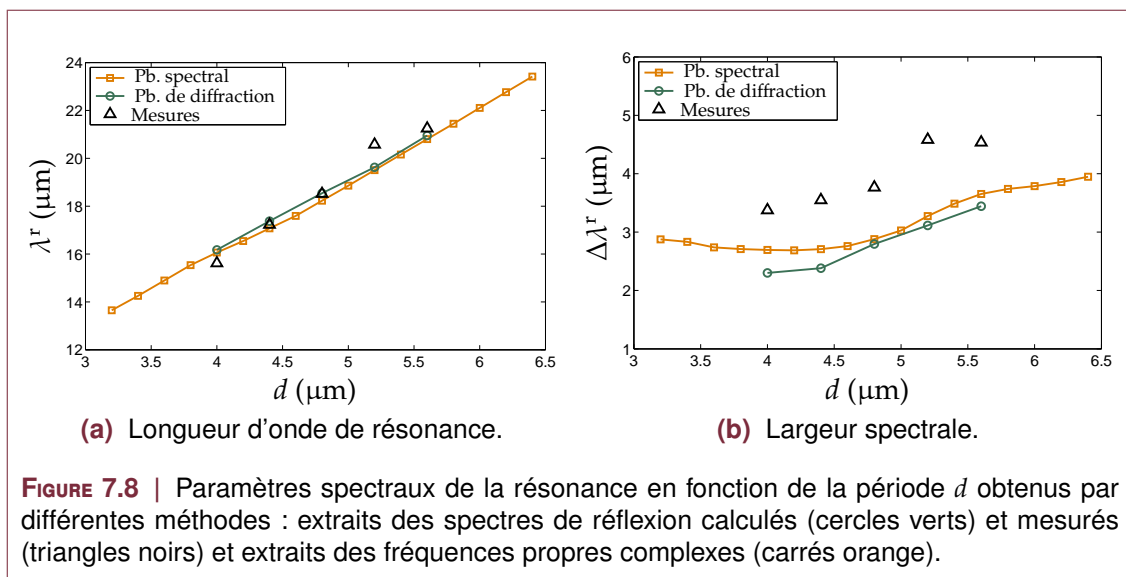 24
22
20
18
16
14
12
3
3.5
4
4.5
5
5.5
6
6.5
λʳ (μm)
d (μm)
Pb. spectral
Pb. de diffraction
Mesures
(a) Longueur d'onde de résonance.
6
5
4
3
2
1
3
3.5
4
4.5
5
5.5
6
6.5
Δλʳ (μm)
d (μm)
Pb. spectral
Pb. de diffraction
Mesures
(b) Largeur spectrale.
FIGURE 7.8 | Paramètres spectraux de la résonance en fonction de la période d obtenus par
différentes méthodes : extraits des spectres de réflexion calculés (cercles verts) et mesurés
(triangles noirs) et extraits des fréquences propres complexes (carrés orange).